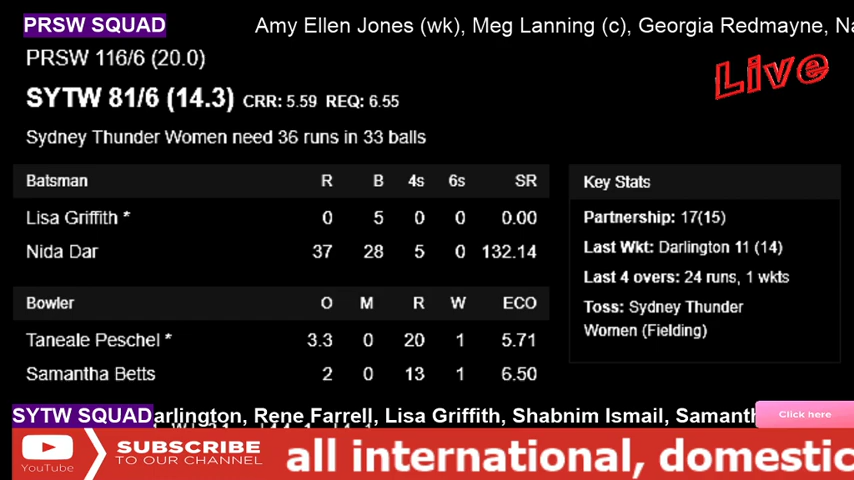 PRSW SQUAD
Amy Ellen Jones (wk), Meg Lanning (c), Georgia Redmayne, Na
PRSW 116/6 (20.0)
Live
SYTW 81/6 (14.3) CRR: 5.59 REQ: 6.55
Sydney Thunder Women need 36 runs in 33 balls
Batsman R B 4s 6s SR
Lisa Griffith * 0 5 0 0 0.00
Nida Dar 37 28 5 0 132.14
Bowler O M R W ECO
Taneale Peschel * 3.3 0 20 1 5.71
Samantha Betts 2 0 13 1 6.50
Key Stats
Partnership: 17(15)
Last Wkt: Darlington 11 (14)
Last 4 overs: 24 runs, 1 wkts
Toss: Sydney Thunder
Women (Fielding)
SYTW SQUAD
arlington, Rene Farrell, Lisa Griffith, Shabnim Ismail, Samanth
Click here
YouTube
SUBSCRIBE
TO OUR CHANNEL
all international, domestic